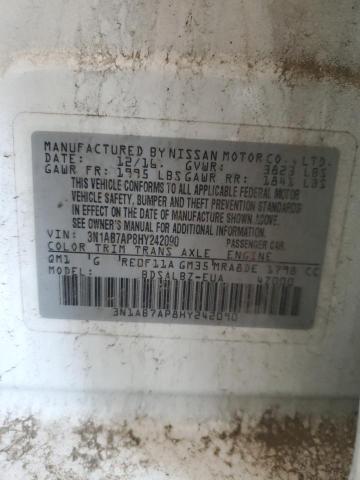 MANUFACTURED BY NISSAN MOTOR CO., LTD.
DATE: 12/16 GVWR: 3823 LBS
GAWR FR: 1995 LBS GAWR RR: 1841 LBS
THIS VEHICLE CONFORMS TO ALL APPLICABLE FEDERAL MOTOR
VEHICLE SAFETY, BUMPER, AND THEFT PREVENTION STANDARDS
IN EFFECT ON THE DATE OF MANUFACTURE SHOWN ABOVE.
SEE OWNER'S MANUAL FOR ADDITIONAL INFORMATION
VIN: 3N1AB7AP8HY242090 PASSENGER CAR
COLOR TRIM TRANS AXLE ENGINE
QM1 G RE0F11A GM35 MRA8DE 1798 CC
MODEL: BDSALBZ-EUA 47000
3N1AB7AP8HY242090